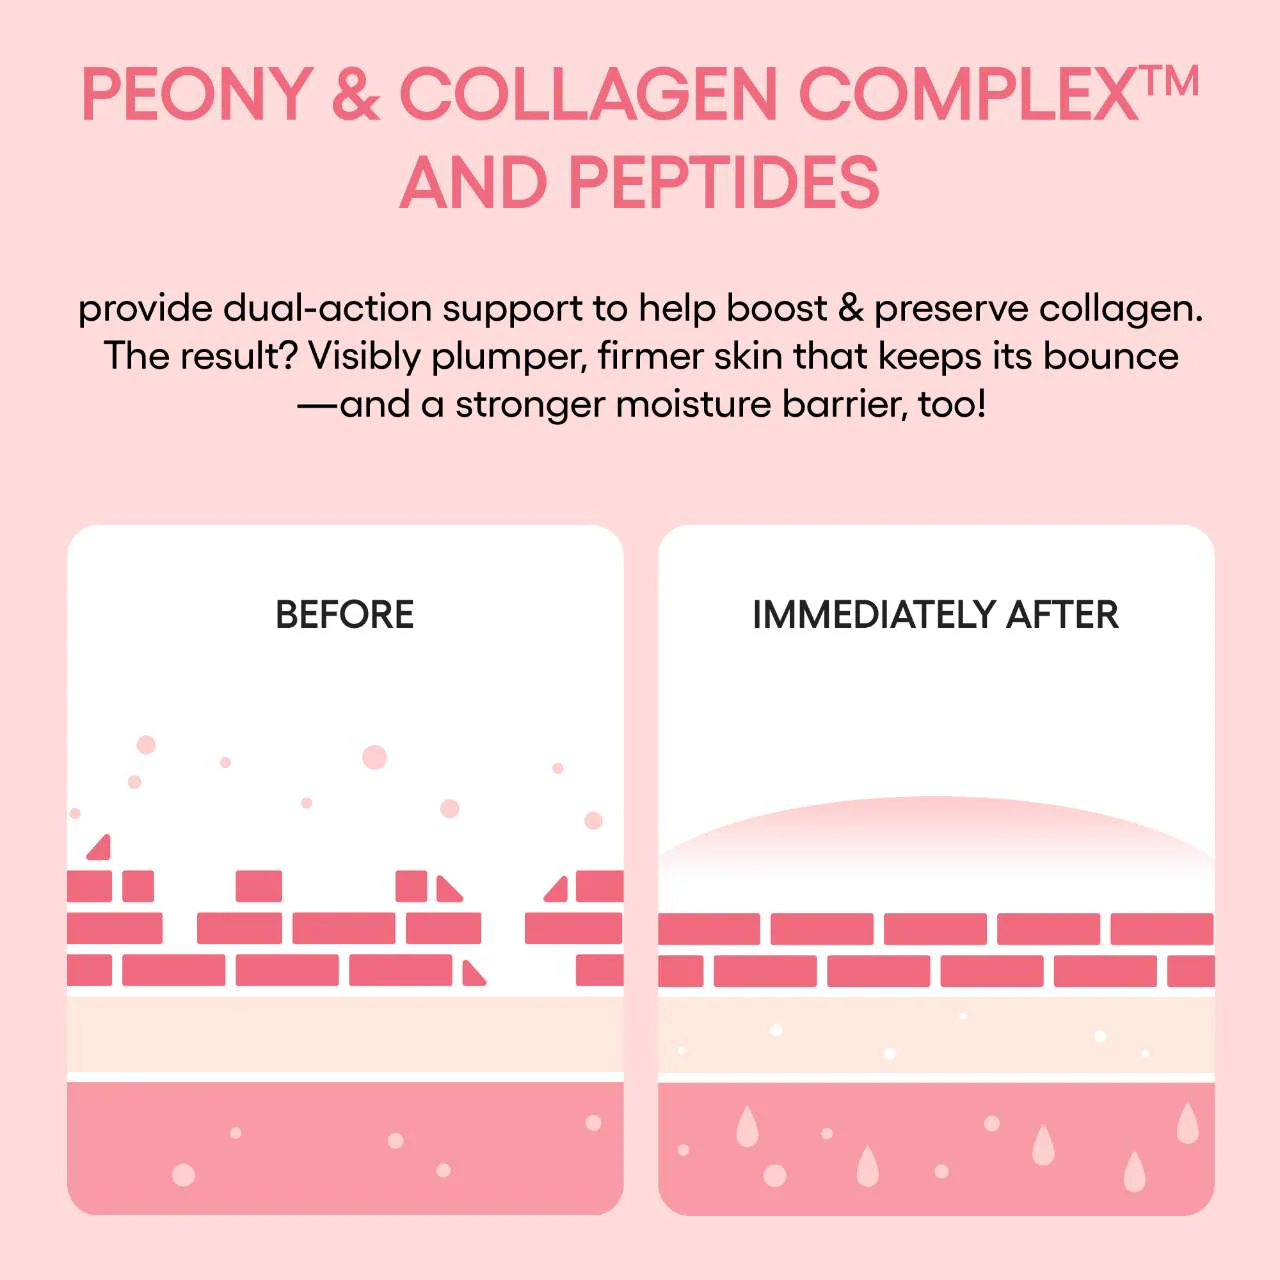 PEONY & COLLAGEN COMPLEX™
AND PEPTIDES
provide dual-action support to help boost & preserve collagen.
The result? Visibly plumper, firmer skin that keeps its bounce
—and a stronger moisture barrier, too!
BEFORE
IMMEDIATELY AFTER